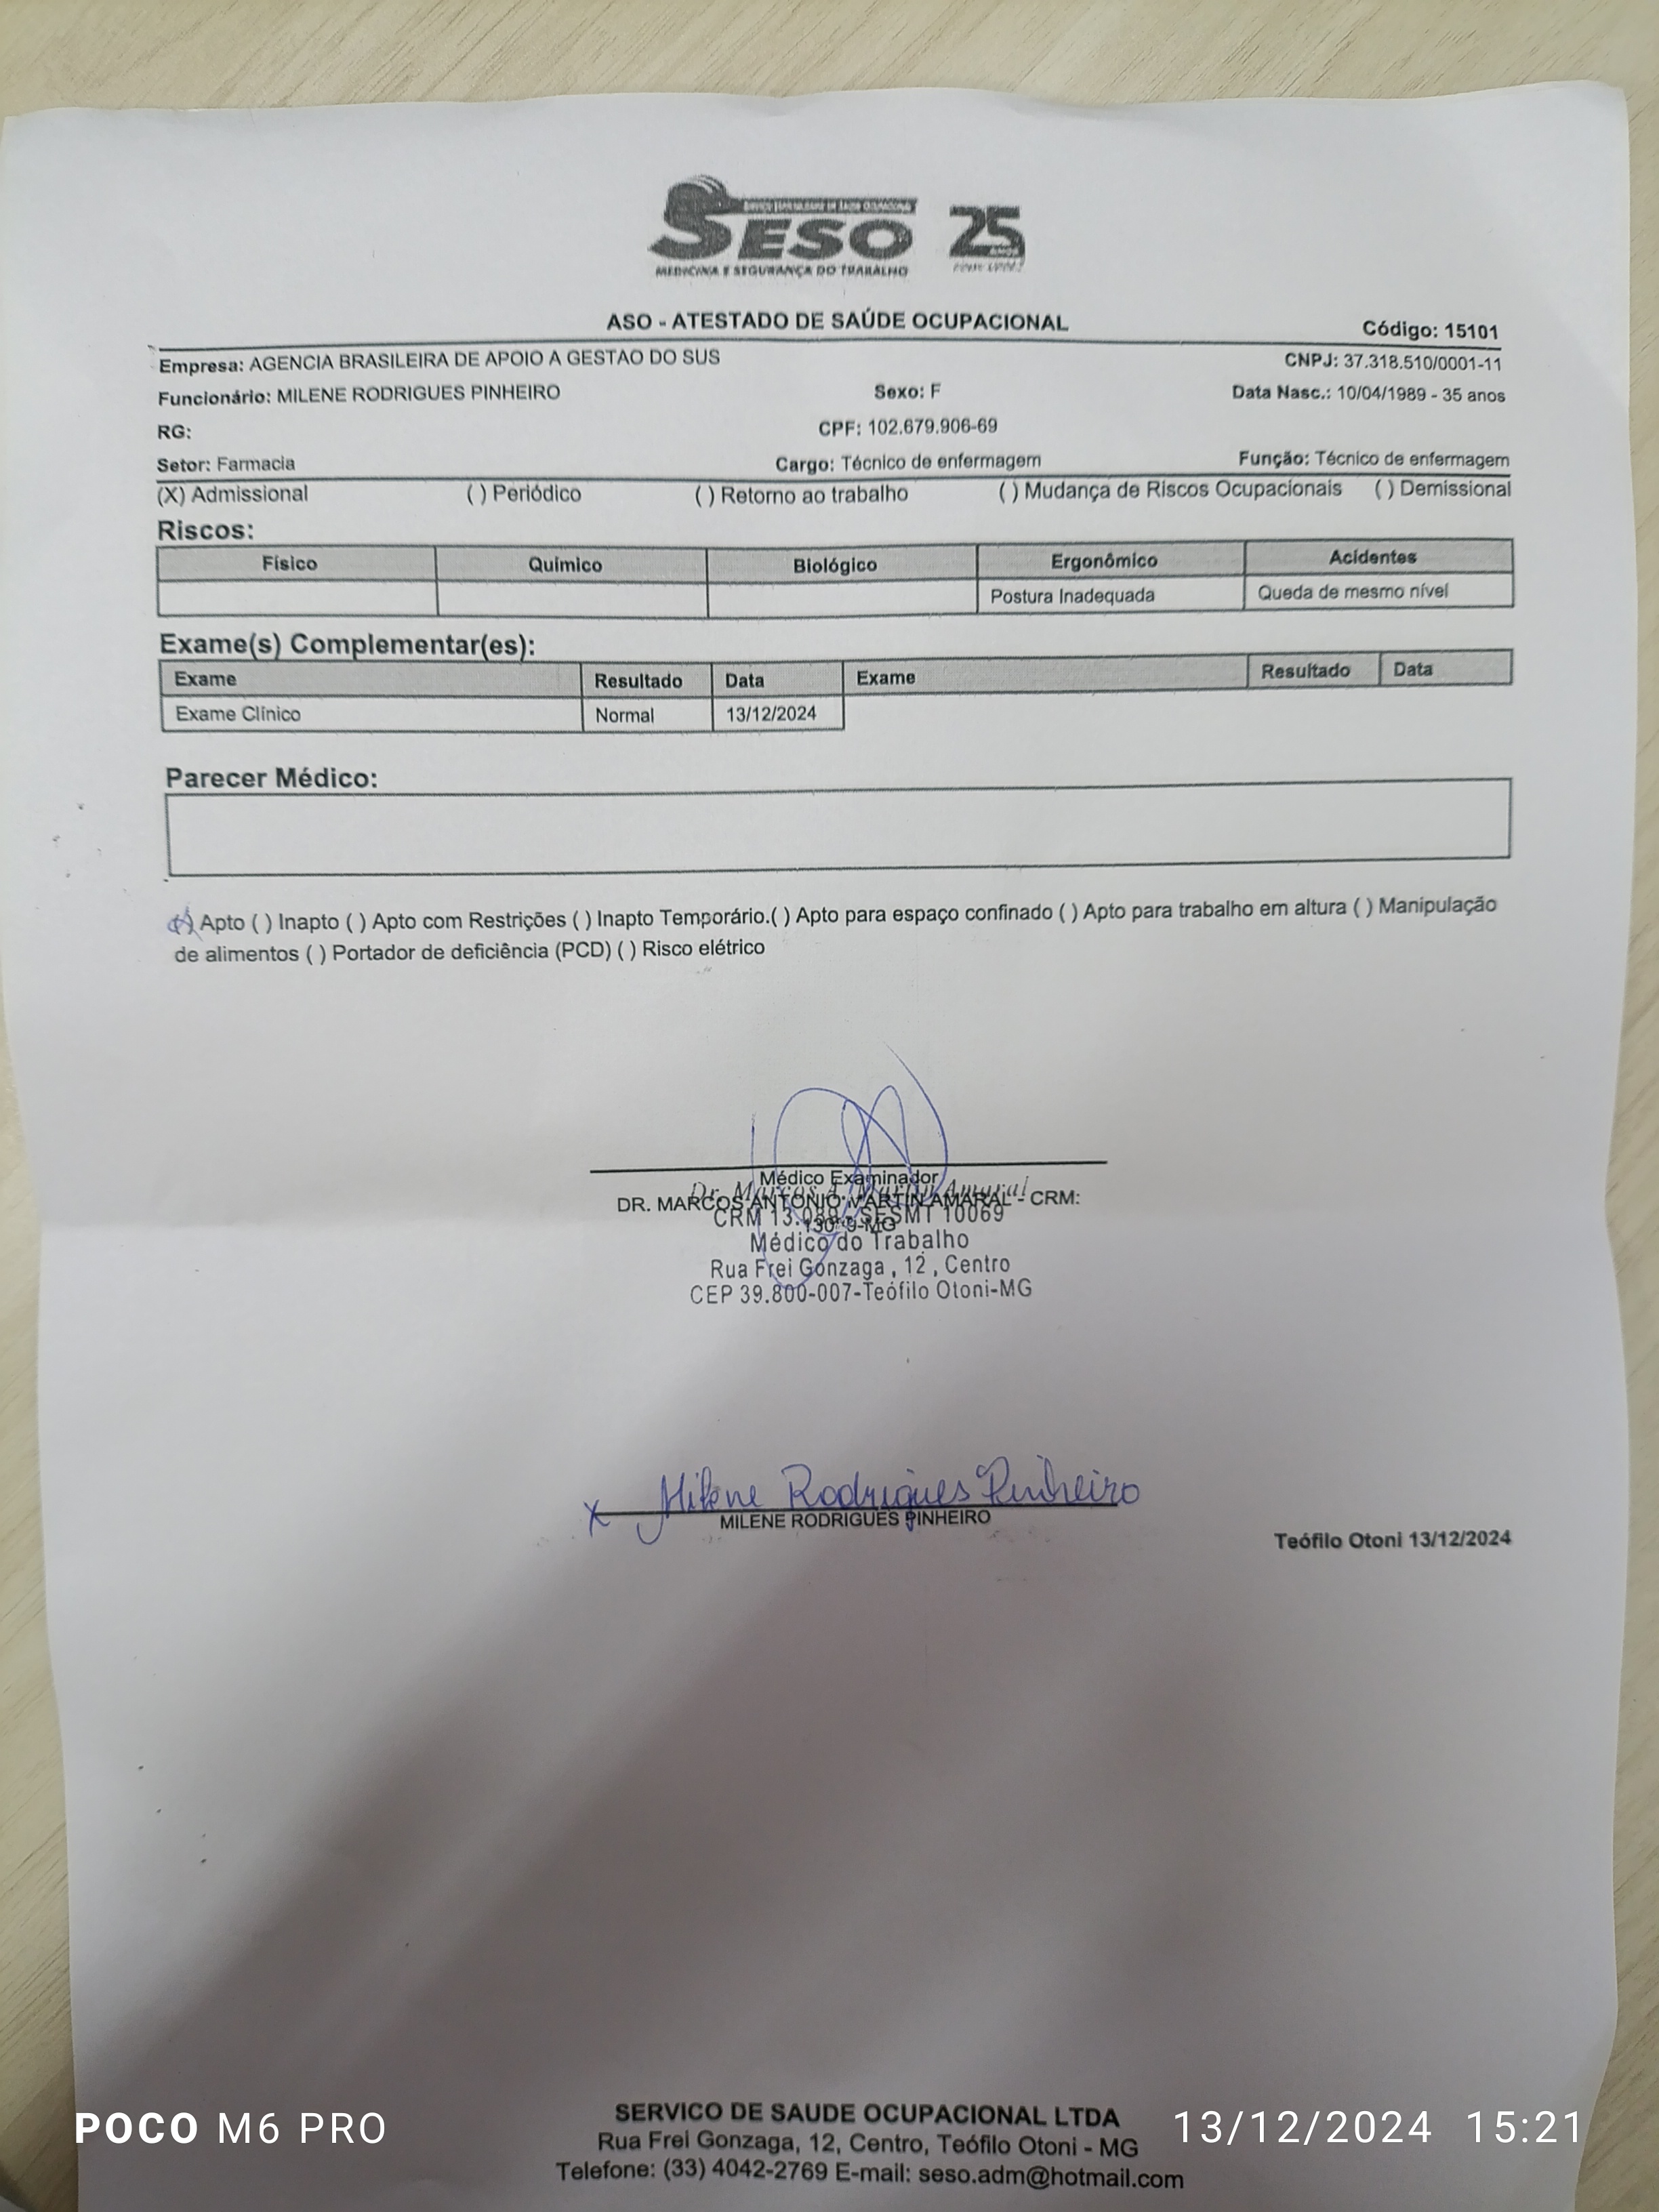 SESO 25
MEDICINA E SEGURANÇA DO TRABALHO
ASO - ATESTADO DE SAÚDE OCUPACIONAL
Código: 15101
Empresa: AGENCIA BRASILEIRA DE APOIO A GESTAO DO SUS CNPJ: 37.318.510/0001-11
Funcionário: MILENE RODRIGUES PINHEIRO Sexo: F Data Nasc.: 10/04/1989 - 35 anos
RG: CPF: 102.679.906-69
Setor: Farmacia Cargo: Técnico de enfermagem Função: Técnico de enfermagem
(X) Admissional ( ) Periódico ( ) Retorno ao trabalho ( ) Mudança de Riscos Ocupacionais ( ) Demissional
Riscos:
Físico Químico Biológico Ergonômico Acidentes
Postura Inadequada Queda de mesmo nível
Exame(s) Complementar(es):
Exame Resultado Data Exame Resultado Data
Exame Clínico Normal 13/12/2024
Parecer Médico:
(X) Apto ( ) Inapto ( ) Apto com Restrições ( ) Inapto Temporário.( ) Apto para espaço confinado ( ) Apto para trabalho em altura ( ) Manipulação
de alimentos ( ) Portador de deficiência (PCD) ( ) Risco elétrico
Médico Examinador
Dr. Marcos A. Martin Amaral
DR. MARCOS ANTONIO MARTIN AMARAL - CRM:
CRM 13.089 - SESMT 10069
Médico do Trabalho
Rua Frei Gonzaga , 12 , Centro
CEP 39.800-007-Teófilo Otoni-MG
x Milene Rodrigues Pinheiro
MILENE RODRIGUES PINHEIRO
Teófilo Otoni 13/12/2024
SERVICO DE SAUDE OCUPACIONAL LTDA
Rua Frei Gonzaga, 12, Centro, Teófilo Otoni - MG
Telefone: (33) 4042-2769 E-mail: seso.adm@hotmail.com
POCO M6 PRO
13/12/2024 15:21